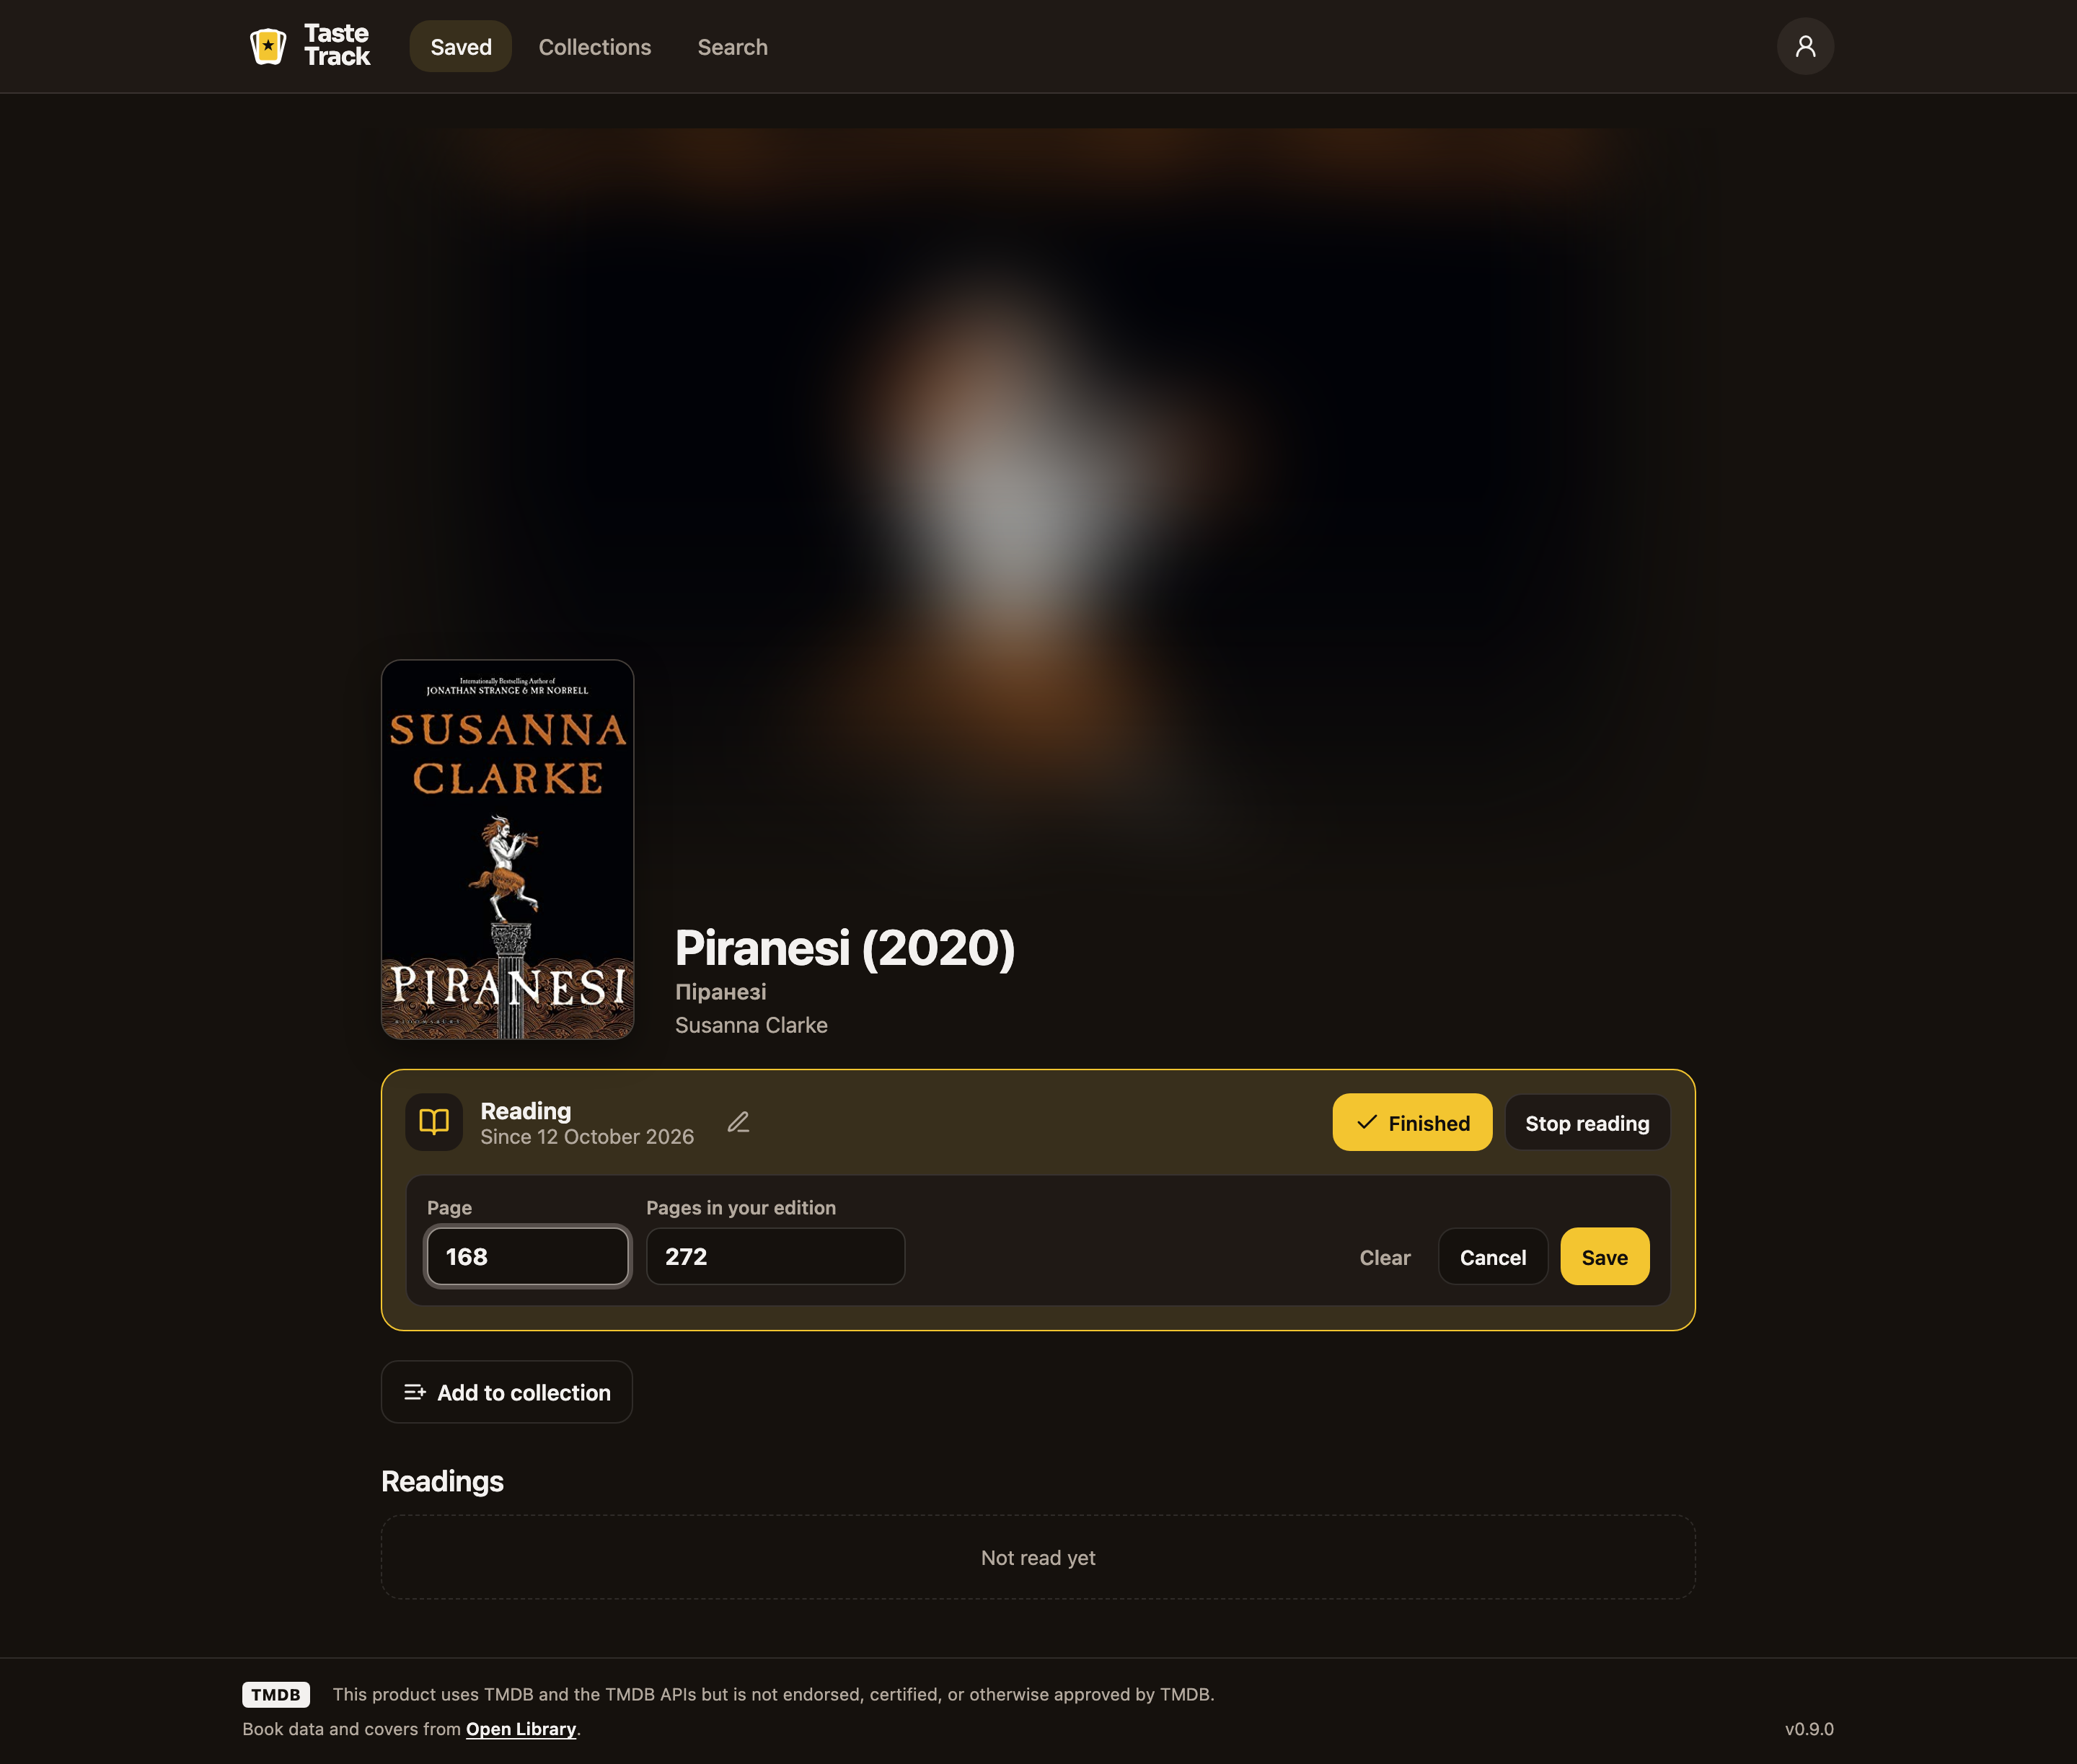 Taste
Track
Saved
Collections
Search
Internationally Bestselling Author of
JONATHAN STRANGE & MR NORRELL
SUSANNA
CLARKE
PIRANESI
BLOOMSBURY
Piranesi (2020)
Піранезі
Susanna Clarke
Reading
Since 12 October 2026
Finished
Stop reading
Page
Pages in your edition
168
272
Clear
Cancel
Save
Add to collection
Readings
Not read yet
TMDB
This product uses TMDB and the TMDB APIs but is not endorsed, certified, or otherwise approved by TMDB.
Book data and covers from Open Library.
v0.9.0